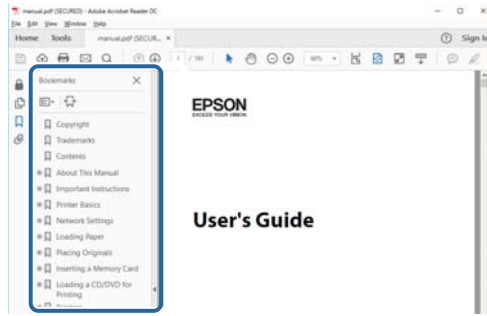 manual.pdf (SECURED) - Adobe Acrobat Reader DC
File Edit View Window Help
Home Tools manual.pdf (SECUR... × Sign In
Bookmarks
Copyright
Trademarks
Contents
About This Manual
Important Instructions
Printer Basics
Network Settings
Loading Paper
Placing Originals
Inserting a Memory Card
Loading a CD/DVD for
Printing
EPSON
EXCEED YOUR VISION
User's Guide